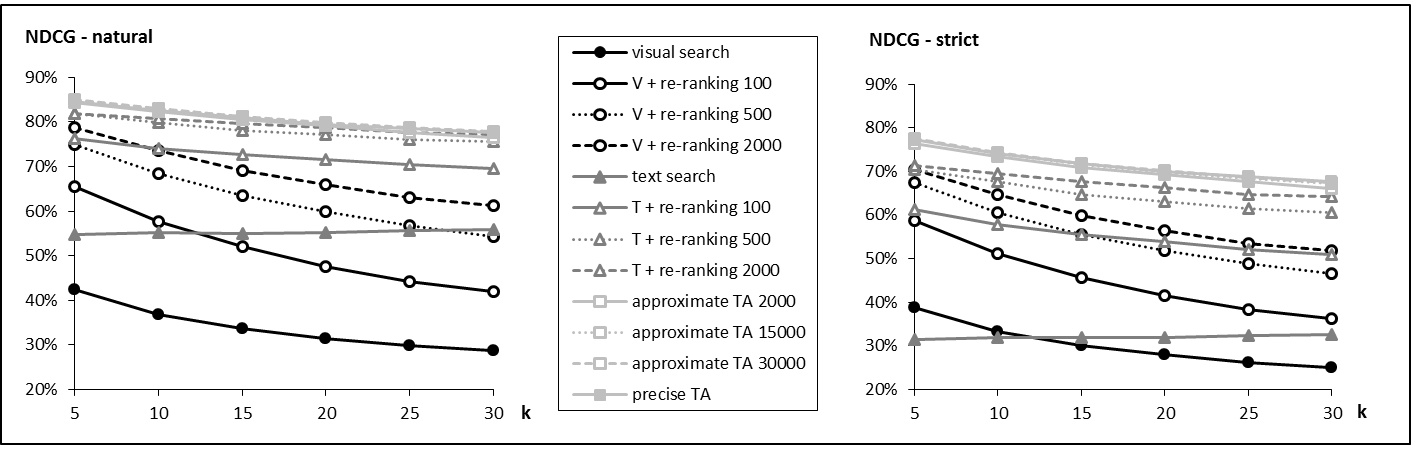 NDCG - natural
90%
80%
70%
60%
50%
40%
30%
20%
5 10 15 20 25 30 k
visual search
V + re-ranking 100
V + re-ranking 500
V + re-ranking 2000
text search
T + re-ranking 100
T + re-ranking 500
T + re-ranking 2000
approximate TA 2000
approximate TA 15000
approximate TA 30000
precise TA
NDCG - strict
90%
80%
70%
60%
50%
40%
30%
20%
5 10 15 20 25 30 k